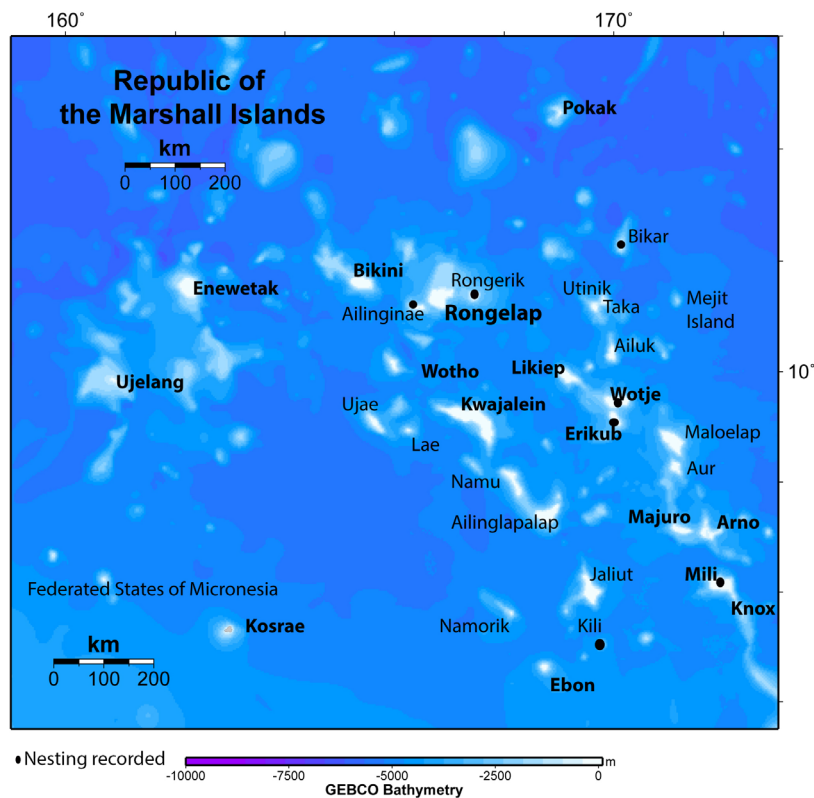 160° 170°
Republic of
the Marshall Islands
km
0 100 200
Pokak
Bikar
Bikini
Rongerik
Enewetak
Utinik
Mejit
Island
Ailinginae
Rongelap
Taka
Ailuk
10°
Wotho
Likiep
Ujelang
Wotje
Ujae
Kwajalein
Erikub
Maloelap
Lae
Aur
Namu
Majuro
Arno
Ailinglapalap
Jaliut
Mili
Federated States of Micronesia
Knox
Kosrae
Namorik
Kili
km
0 100 200
Ebon
Nesting recorded
m
-10000 -7500 -5000 -2500 0
GEBCO Bathymetry